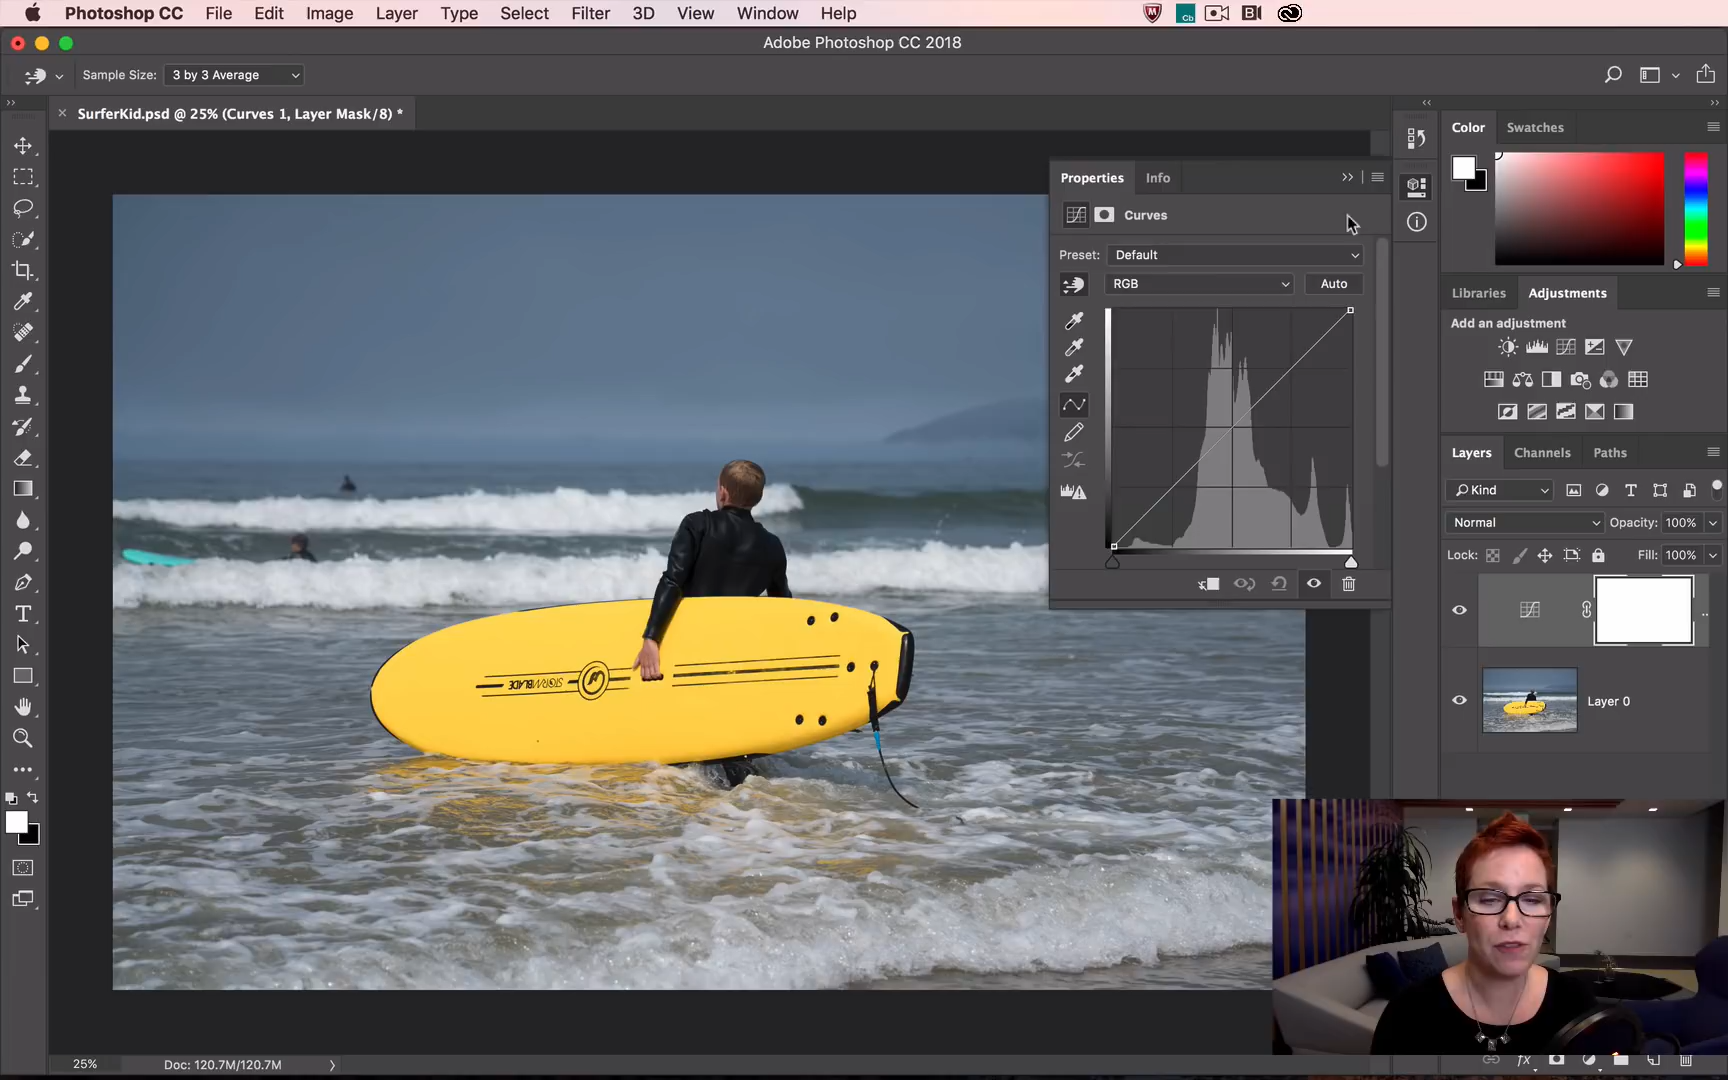 Photoshop CC File Edit Image Layer Type Select Filter 3D View Window Help
Adobe Photoshop CC 2018
Sample Size: 3 by 3 Average
SurferKid.psd @ 25% (Curves 1, Layer Mask/8) *
Color Swatches
Properties Info
Curves
Preset: Default
RGB Auto
Libraries Adjustments
Add an adjustment
Layers Channels Paths
Kind
Normal Opacity: 100%
Lock: Fill: 100%
Layer 0
STORMBLADE
25% Doc: 120.7M/120.7M